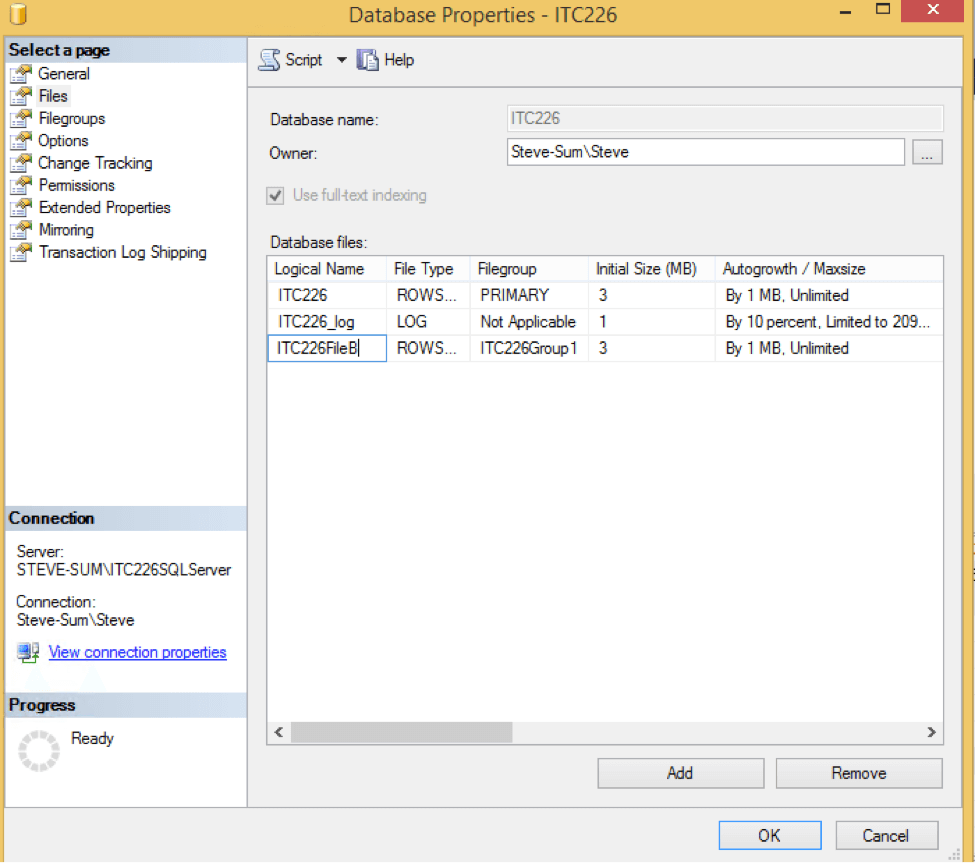 Database Properties - ITC226
Select a page
General
Files
Filegroups
Options
Change Tracking
Permissions
Extended Properties
Mirroring
Transaction Log Shipping
Connection
Server:
STEVE-SUM\ITC226SQLServer
Connection:
Steve-Sum\Steve
View connection properties
Progress
Ready
Script Help
Database name: ITC226
Owner: Steve-Sum\Steve ...
Use full-text indexing
Database files:
Logical Name File Type Filegroup Initial Size (MB) Autogrowth / Maxsize
ITC226 ROWS... PRIMARY 3 By 1 MB, Unlimited
ITC226_log LOG Not Applicable 1 By 10 percent, Limited to 209...
ITC226FileB ROWS... ITC226Group1 3 By 1 MB, Unlimited
Add Remove
OK Cancel